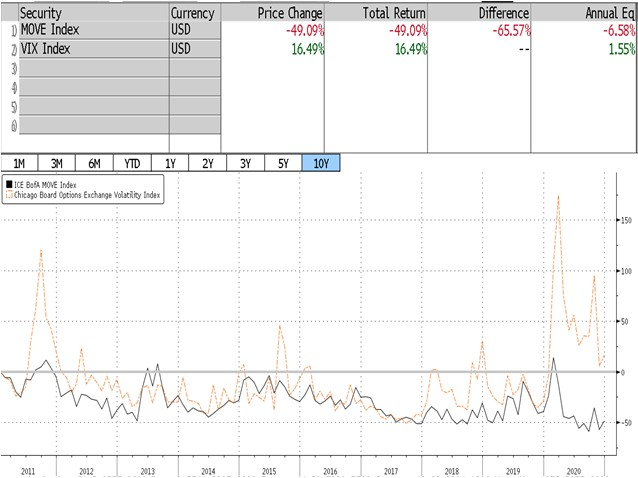 Security Currency Price Change Total Return Difference Annual Eq
1) MOVE Index USD -49.09% -49.09% -65.57% -6.58%
2) VIX Index USD 16.49% 16.49% -- 1.55%
3)
4)
5)
6)
1M 3M 6M YTD 1Y 2Y 3Y 5Y 10Y
ICE BofA MOVE Index
Chicago Board Options Exchange Volatility Index
150
100
50
0
-50
2011 2012 2013 2014 2015 2016 2017 2018 2019 2020